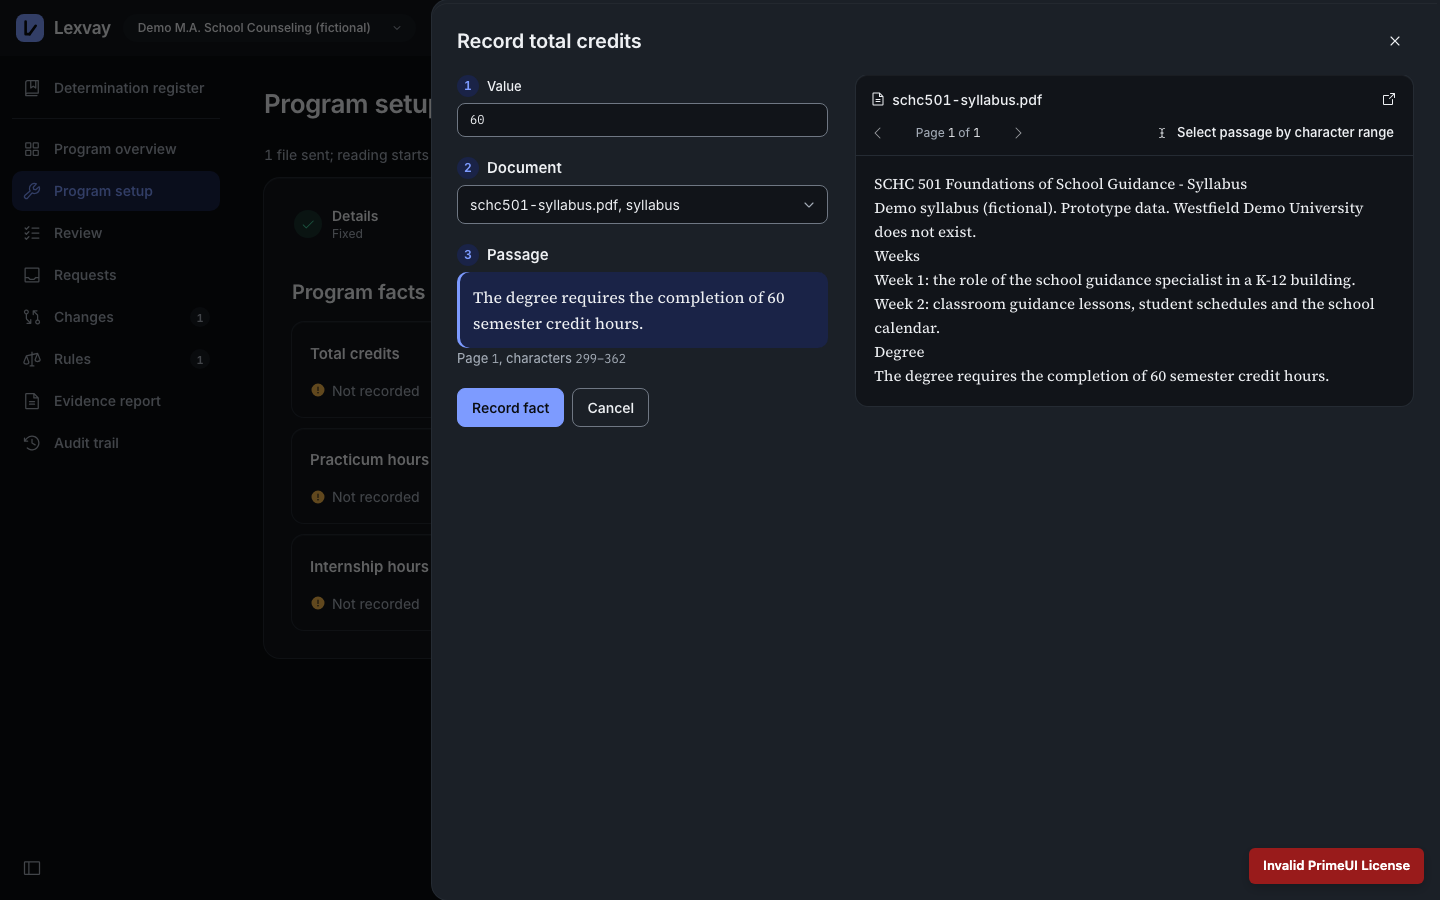 Lexvay
Demo M.A. School Counseling (fictional)
Determination register
Program overview
Program setup
Review
Requests
Changes
1
Rules
1
Evidence report
Audit trail
1 file sent; reading starts
Details
Fixed
Program facts
Total credits
Not recorded
Practicum hours
Not recorded
Internship hours
Not recorded
Record total credits
1 Value
60
2 Document
schc501-syllabus.pdf, syllabus
3 Passage
The degree requires the completion of 60
semester credit hours.
Page 1, characters 299–362
Record fact
Cancel
schc501-syllabus.pdf
Page 1 of 1
Select passage by character range
SCHC 501 Foundations of School Guidance - Syllabus
Demo syllabus (fictional). Prototype data. Westfield Demo University
does not exist.
Weeks
Week 1: the role of the school guidance specialist in a K-12 building.
Week 2: classroom guidance lessons, student schedules and the school
calendar.
Degree
The degree requires the completion of 60 semester credit hours.
Invalid PrimeUI License